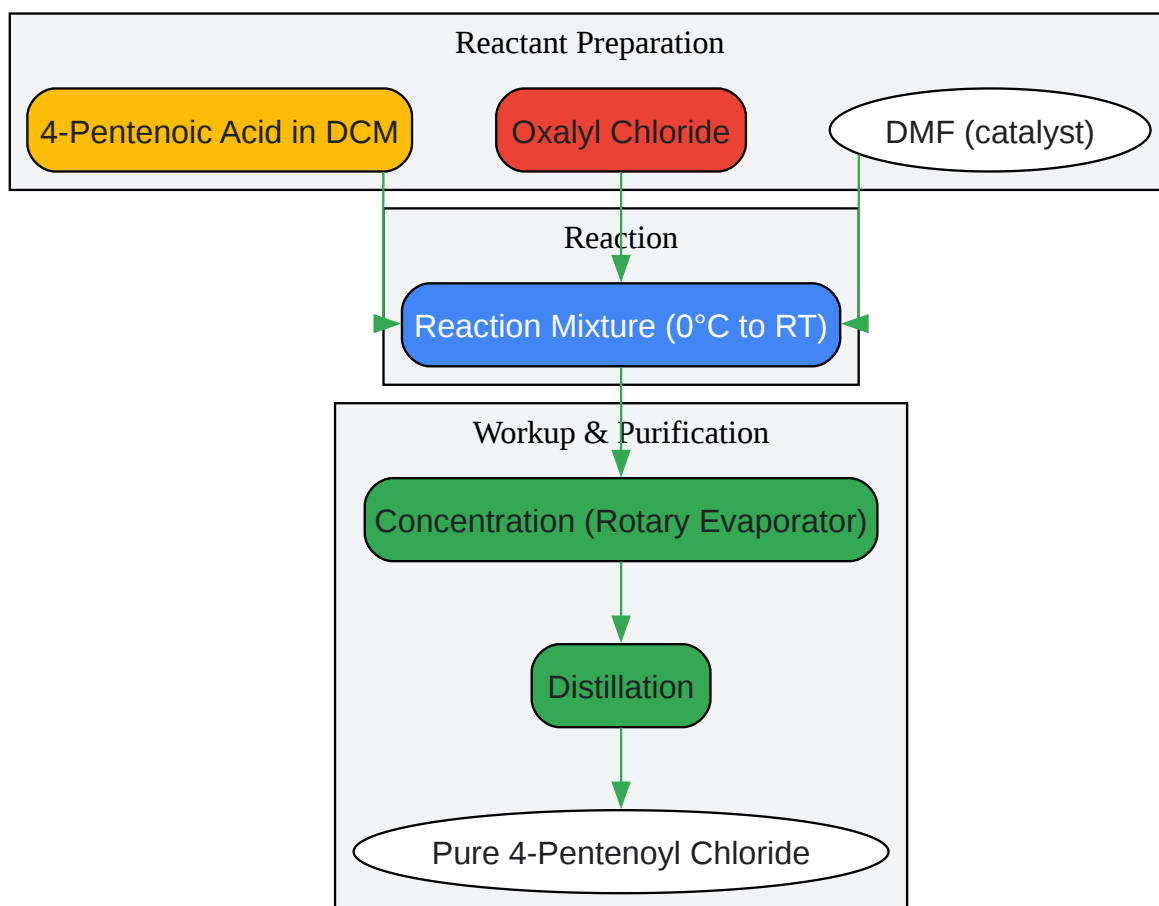 Reactant Preparation
4-Pentenoic Acid in DCM
Oxalyl Chloride
DMF (catalyst)
Reaction
Reaction Mixture (0°C to RT)
Workup & Purification
Concentration (Rotary Evaporator)
Distillation
Pure 4-Pentenoyl Chloride